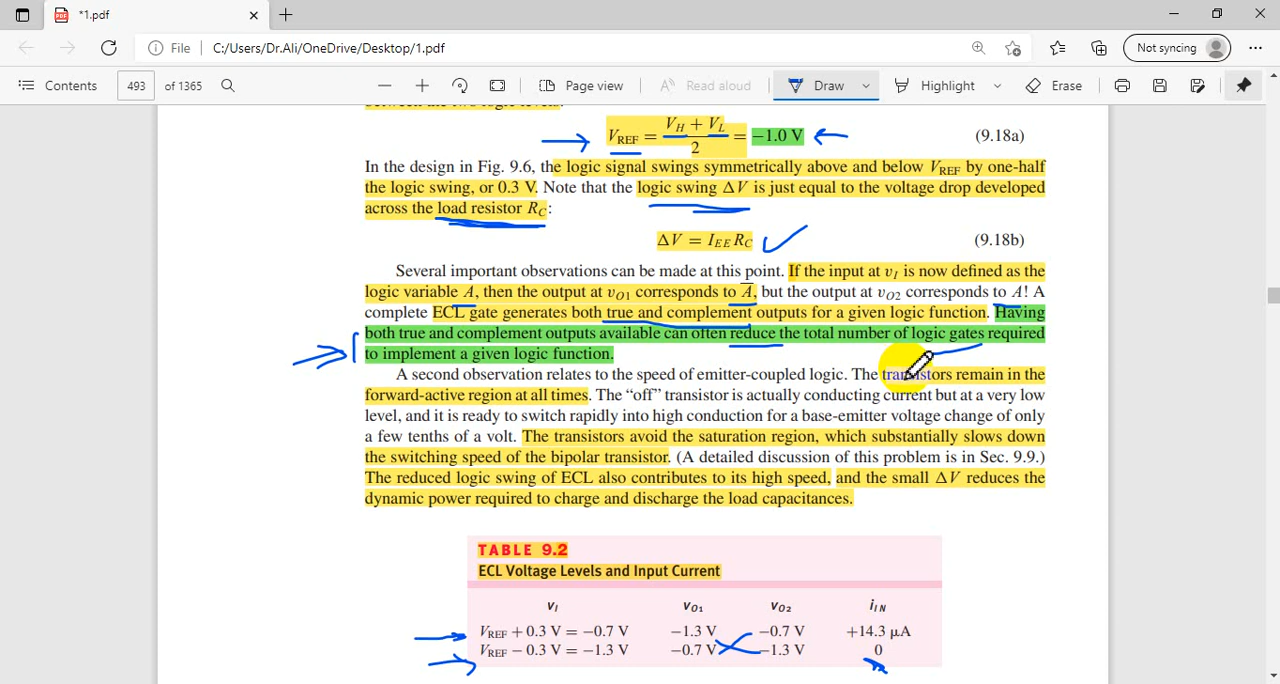 *1.pdf
File C:/Users/Dr.Ali/OneDrive/Desktop/1.pdf Not syncing
Contents 493 of 1365 Page view Read aloud Draw Highlight Erase
between the two logic levels:
V_REF = (V_H + V_L)/2 = −1.0 V (9.18a)
In the design in Fig. 9.6, the logic signal swings symmetrically above and below V_REF by one-half
the logic swing, or 0.3 V. Note that the logic swing ΔV is just equal to the voltage drop developed
across the load resistor R_C:
ΔV = I_EE R_C (9.18b)
Several important observations can be made at this point. If the input at v_I is now defined as the
logic variable A, then the output at v_O1 corresponds to A̅, but the output at v_O2 corresponds to A! A
complete ECL gate generates both true and complement outputs for a given logic function. Having
both true and complement outputs available can often reduce the total number of logic gates required
to implement a given logic function.
A second observation relates to the speed of emitter-coupled logic. The transistors remain in the
forward-active region at all times. The “off” transistor is actually conducting current but at a very low
level, and it is ready to switch rapidly into high conduction for a base-emitter voltage change of only
a few tenths of a volt. The transistors avoid the saturation region, which substantially slows down
the switching speed of the bipolar transistor. (A detailed discussion of this problem is in Sec. 9.9.)
The reduced logic swing of ECL also contributes to its high speed, and the small ΔV reduces the
dynamic power required to charge and discharge the load capacitances.
TABLE 9.2
ECL Voltage Levels and Input Current
v_I v_O1 v_O2 i_IN
V_REF + 0.3 V = −0.7 V −1.3 V −0.7 V +14.3 μA
V_REF − 0.3 V = −1.3 V −0.7 V −1.3 V 0